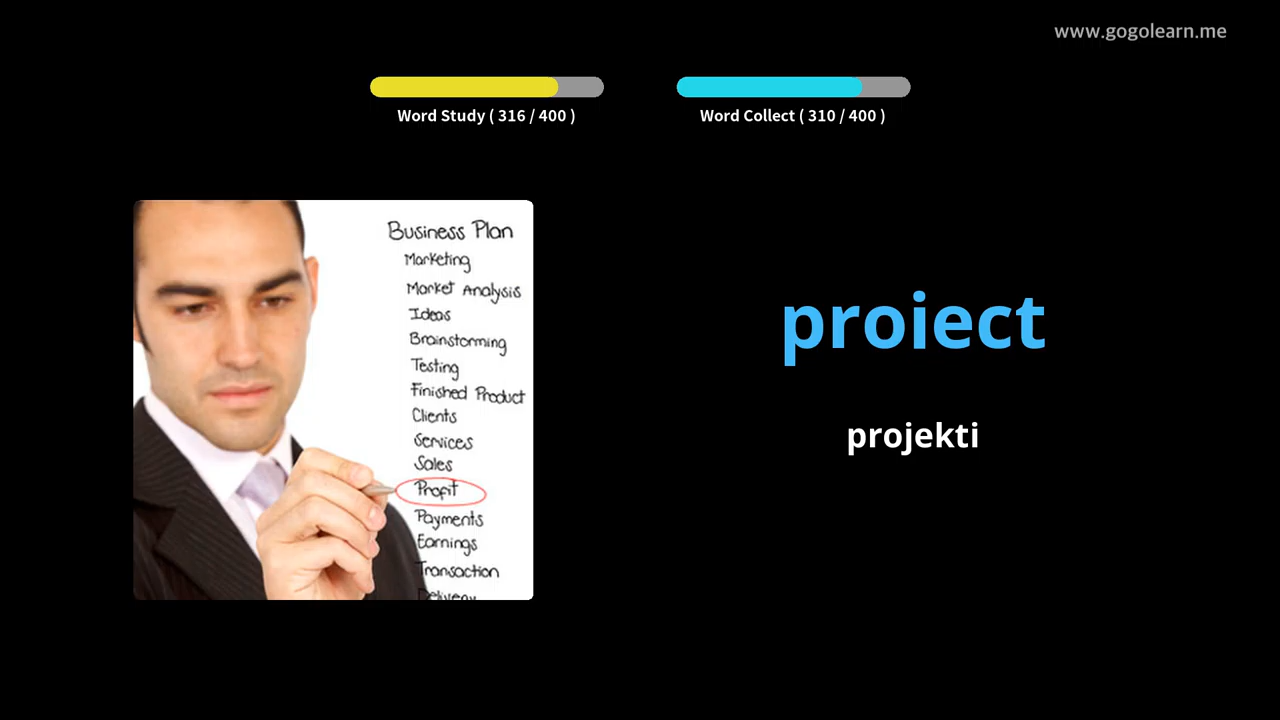 www.gogolearn.me
Word Study ( 316 / 400 )
Word Collect ( 310 / 400 )
Business Plan
Marketing
Market Analysis
Ideas
Brainstorming
Testing
Finished Product
Clients
Services
Sales
Profit
Payments
Earnings
Transaction
Delivery
proiect
projekti